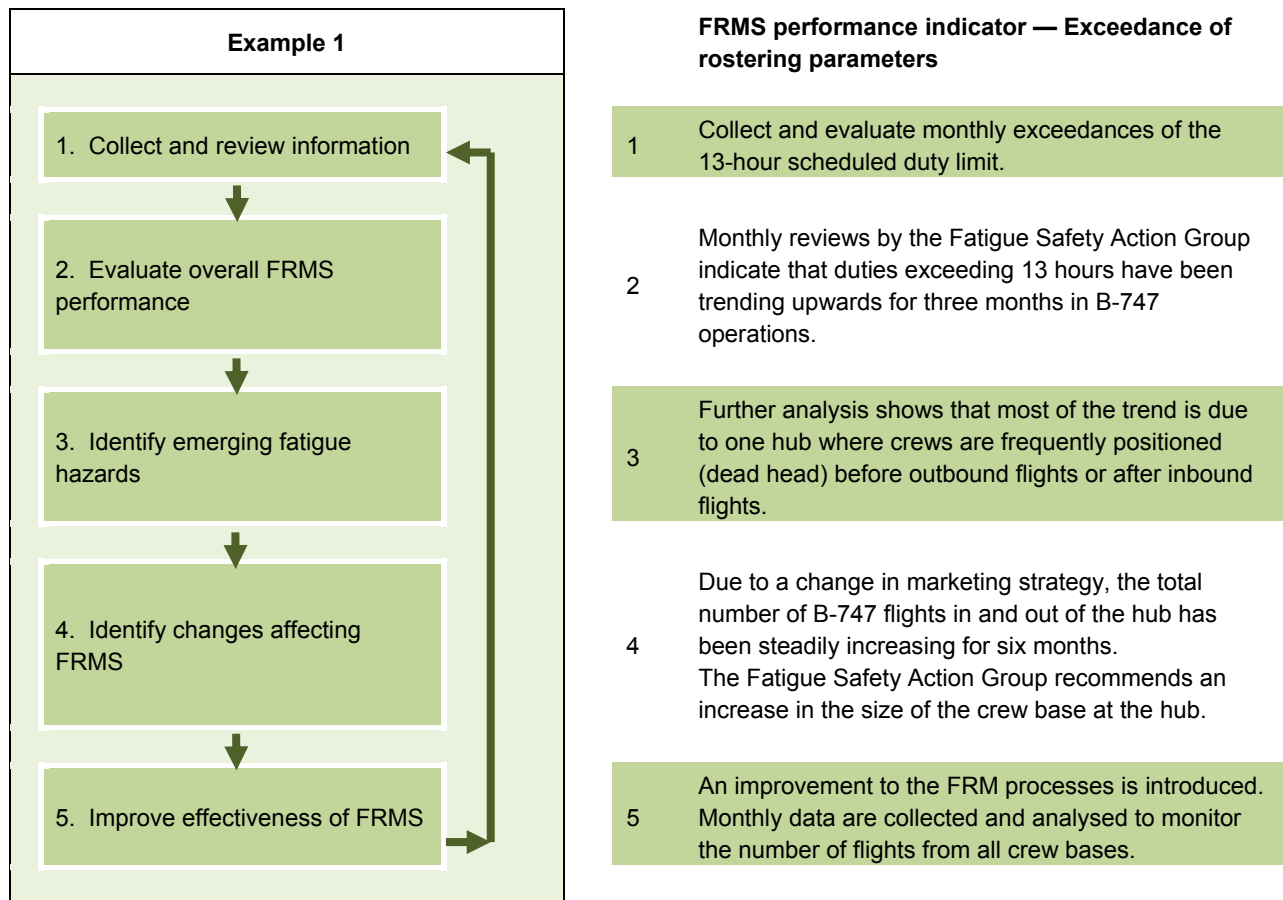 Example 1
1. Collect and review information
2. Evaluate overall FRMS
performance
3. Identify emerging fatigue
hazards
4. Identify changes affecting
FRMS
5. Improve effectiveness of FRMS
FRMS performance indicator — Exceedance of
rostering parameters
1
Collect and evaluate monthly exceedances of the
13-hour scheduled duty limit.
2
Monthly reviews by the Fatigue Safety Action Group
indicate that duties exceeding 13 hours have been
trending upwards for three months in B-747
operations.
3
Further analysis shows that most of the trend is due
to one hub where crews are frequently positioned
(dead head) before outbound flights or after inbound
flights.
4
Due to a change in marketing strategy, the total
number of B-747 flights in and out of the hub has
been steadily increasing for six months.
The Fatigue Safety Action Group recommends an
increase in the size of the crew base at the hub.
5
An improvement to the FRM processes is introduced.
Monthly data are collected and analysed to monitor
the number of flights from all crew bases.